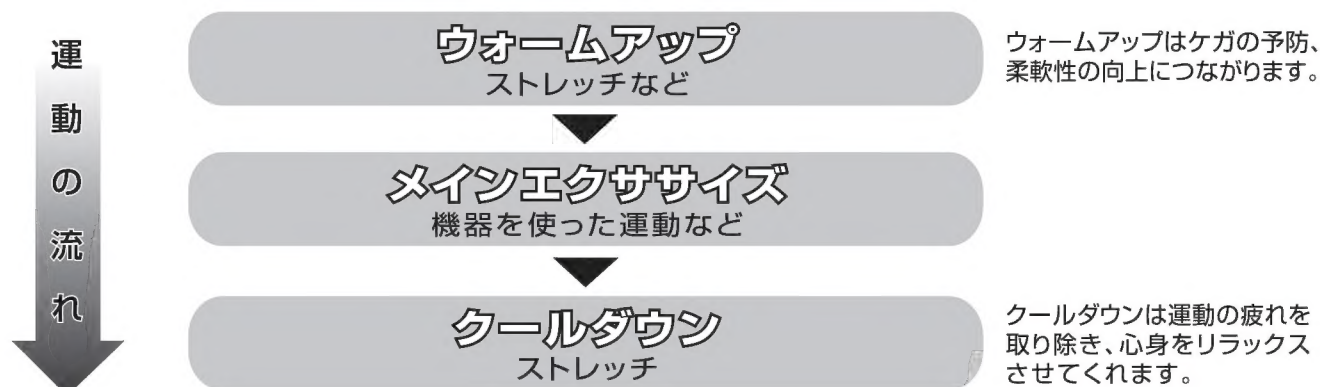 運動の流れ
ウォームアップ
ストレッチなど
ウォームアップはケガの予防、
柔軟性の向上につながります。
メインエクササイズ
機器を使った運動など
クールダウン
ストレッチ
クールダウンは運動の疲れを
取り除き、心身をリラックス
させてくれます。